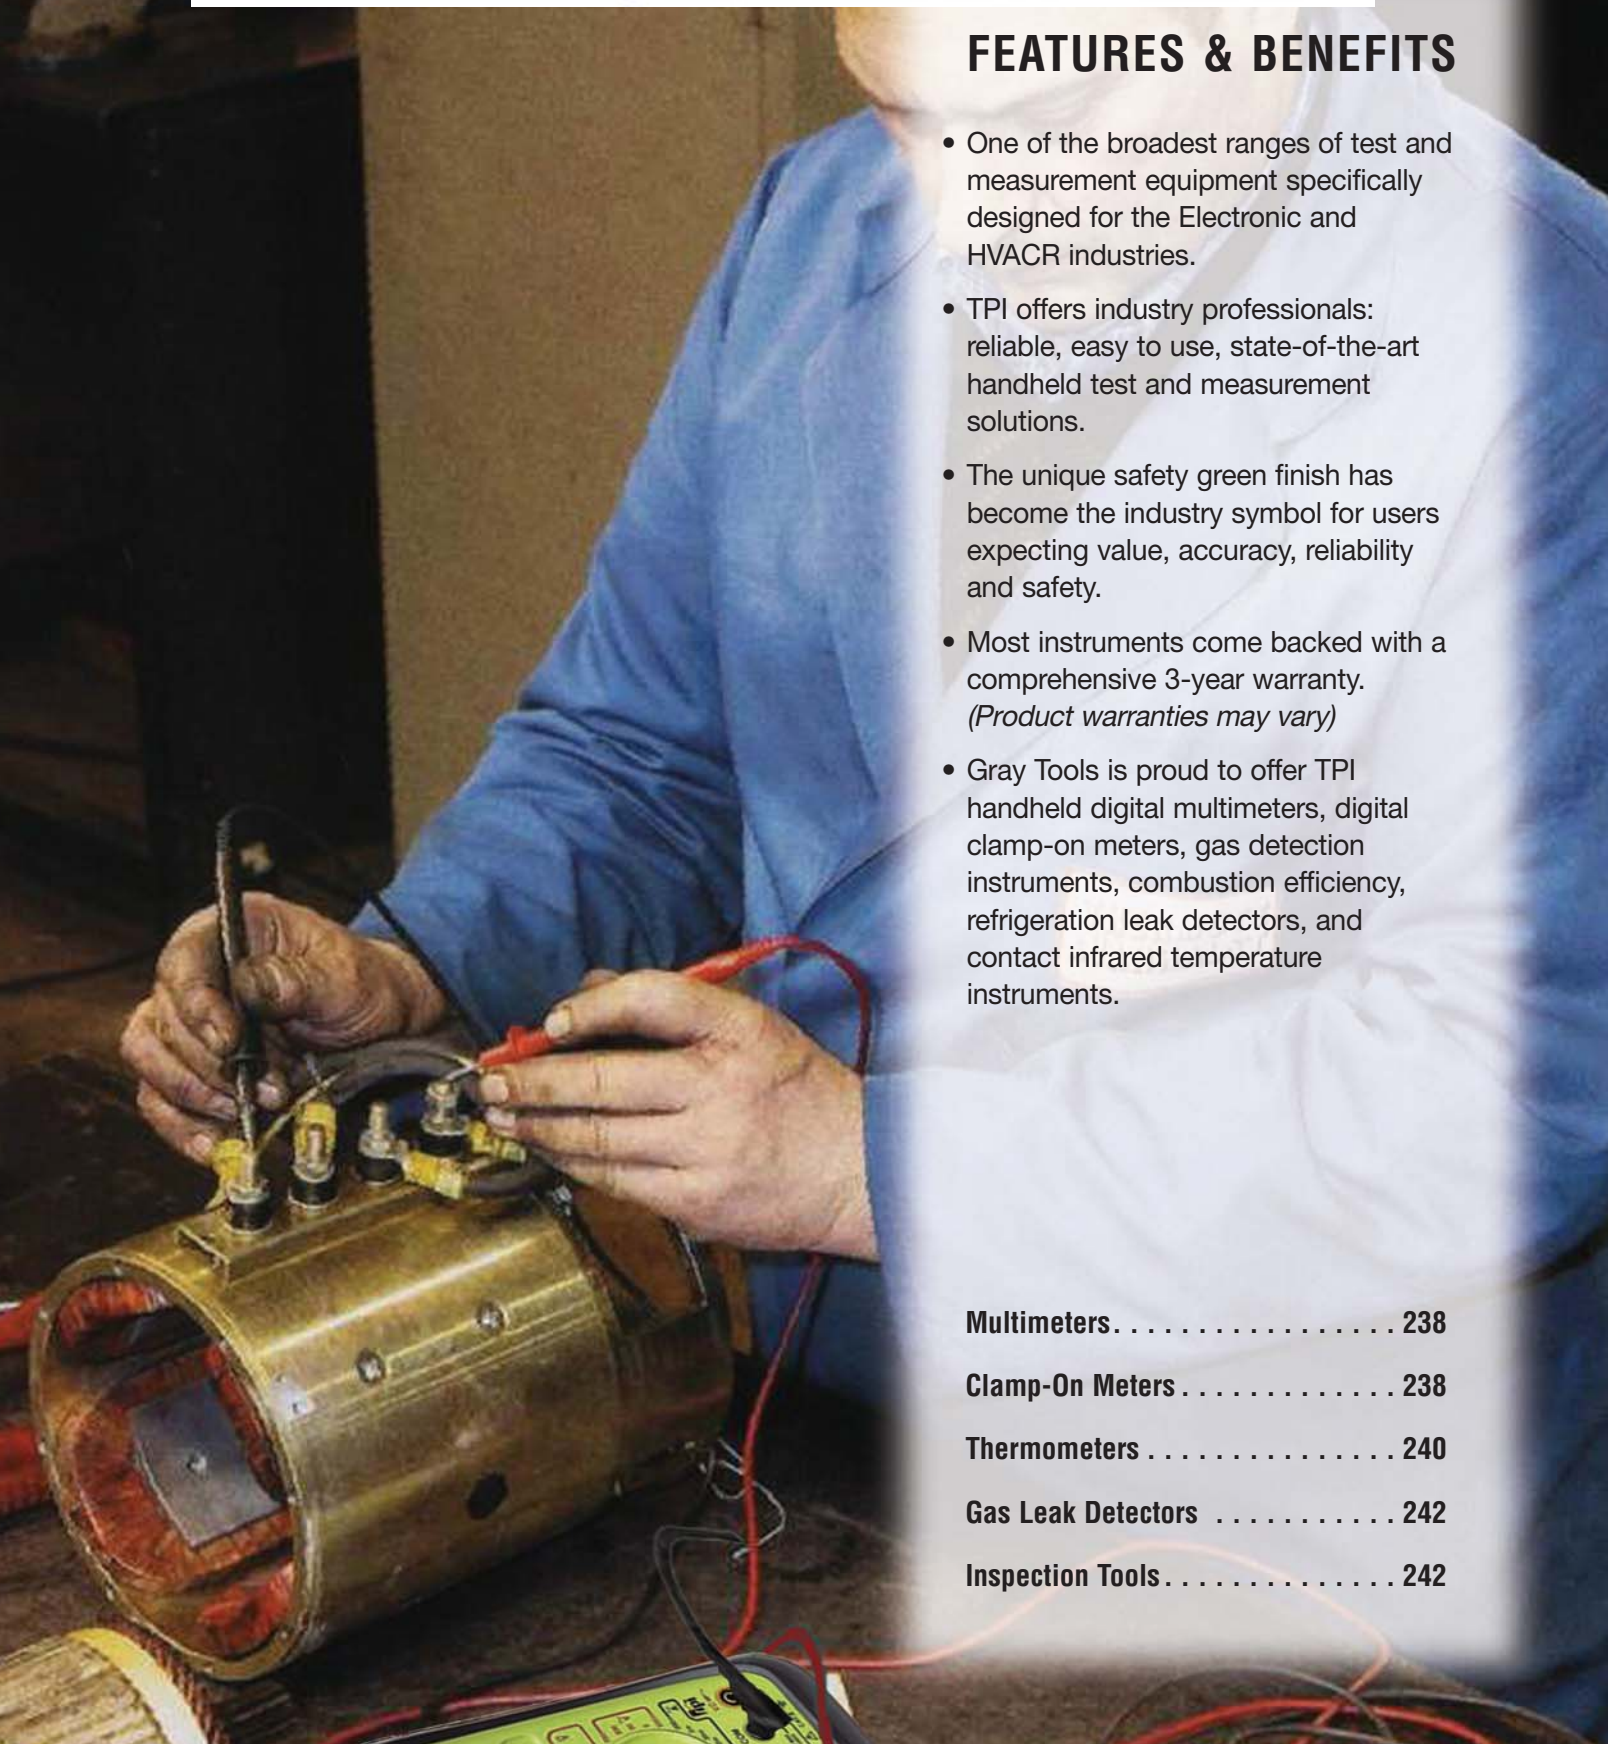 FEATURES & BENEFITS
• One of the broadest ranges of test and
measurement equipment specifically
designed for the Electronic and
HVACR industries.
• TPI offers industry professionals:
reliable, easy to use, state-of-the-art
handheld test and measurement
solutions.
• The unique safety green finish has
become the industry symbol for users
expecting value, accuracy, reliability
and safety.
• Most instruments come backed with a
comprehensive 3-year warranty.
(Product warranties may vary)
• Gray Tools is proud to offer TPI
handheld digital multimeters, digital
clamp-on meters, gas detection
instruments, combustion efficiency,
refrigeration leak detectors, and
contact infrared temperature
instruments.
Multimeters. . . . . . . . . . . . . . . . . 238
Clamp-On Meters . . . . . . . . . . . . . 238
Thermometers . . . . . . . . . . . . . . . 240
Gas Leak Detectors . . . . . . . . . . . 242
Inspection Tools. . . . . . . . . . . . . . 242
tpi